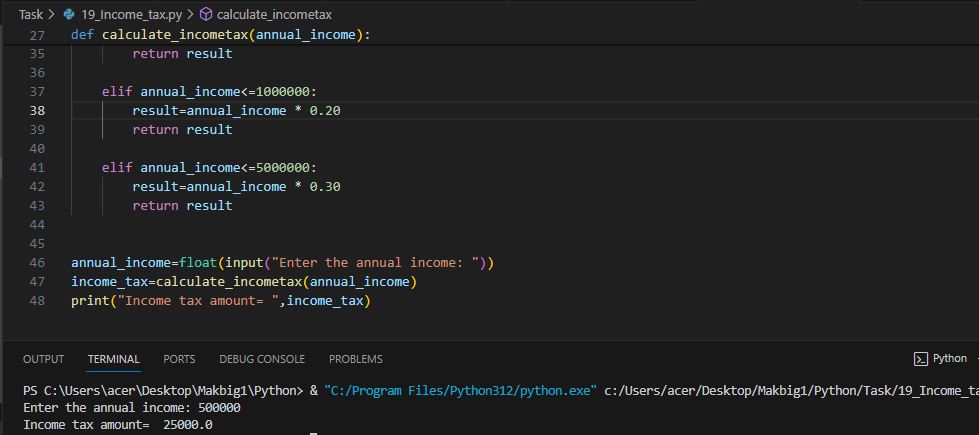 Task > 19_Income_tax.py > calculate_incometax
27 def calculate_incometax(annual_income):
35         return result
36
37     elif annual_income<=1000000:
38         result=annual_income * 0.20
39         return result
40
41     elif annual_income<=5000000:
42         result=annual_income * 0.30
43         return result
44
45
46 annual_income=float(input("Enter the annual income: "))
47 income_tax=calculate_incometax(annual_income)
48 print("Income tax amount= ",income_tax)
OUTPUT TERMINAL PORTS DEBUG CONSOLE PROBLEMS Python
PS C:\Users\acer\Desktop\Makbig1\Python> & "C:/Program Files/Python312/python.exe" c:/Users/acer/Desktop/Makbig1/Python/Task/19_Income_ta
Enter the annual income: 500000
Income tax amount=  25000.0